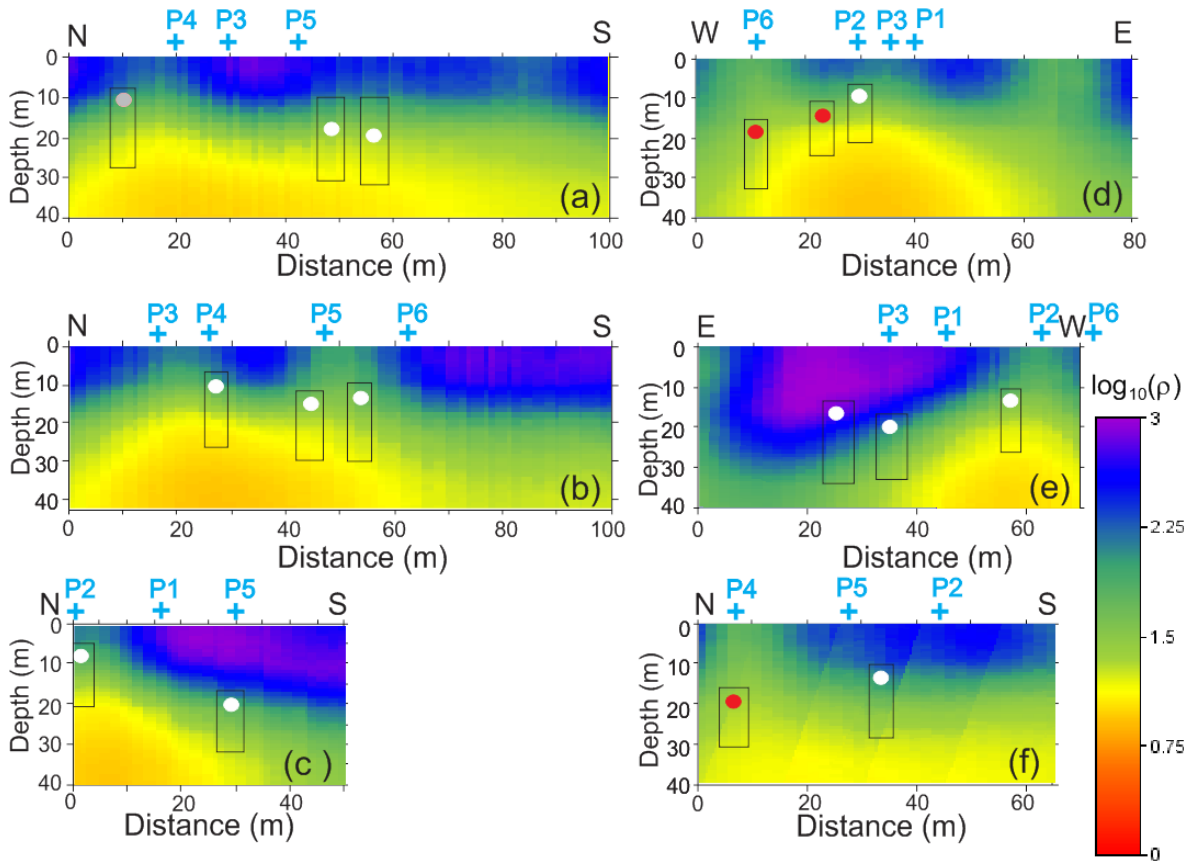 P4 P3 P5
N S
0
10
20
30
40
Depth (m)
(a)
0 20 40 60 80 100
Distance (m)
P6 P2 P3 P1
W E
0
10
20
30
40
Depth (m)
(d)
0 20 40 60 80
Distance (m)
P3 P4 P5 P6
N S
0
10
20
30
40
Depth (m)
(b)
0 20 40 60 80 100
Distance (m)
P3 P1 P2 P6
E W
0
10
20
30
40
Depth (m)
(e)
0 20 40 60
Distance (m)
log10(ρ)
3
2.25
1.5
0.75
0
P2 P1 P5
N S
0
10
20
30
40
Depth (m)
(c )
0 20 40
Distance (m)
P4 P5 P2
N S
0
10
20
30
40
Depth (m)
(f)
0 20 40 60
Distance (m)